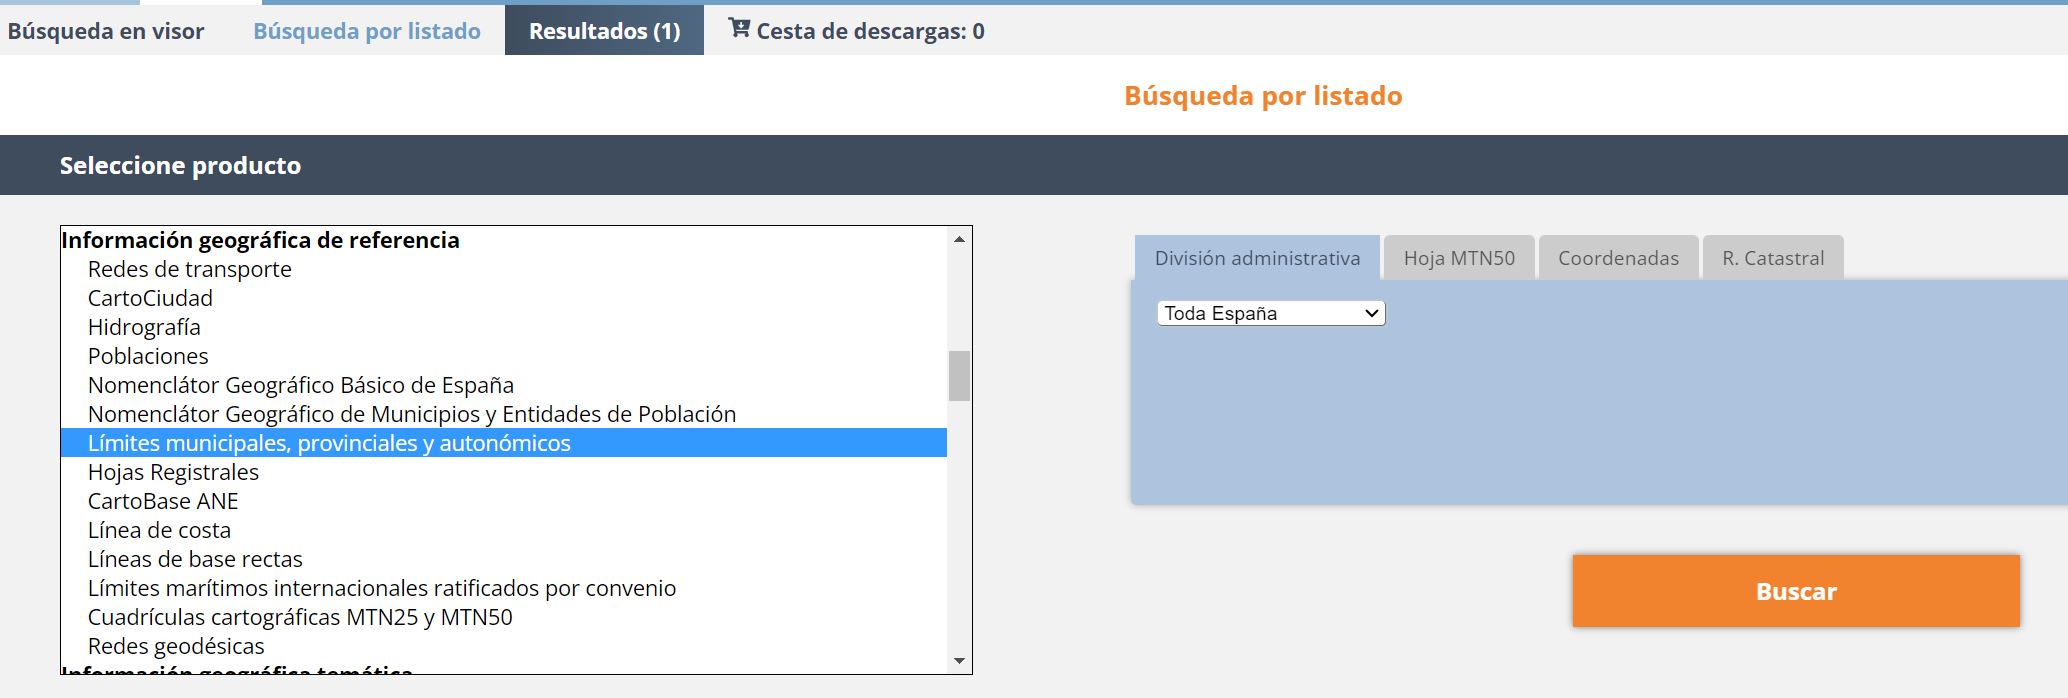 Búsqueda en visor
Búsqueda por listado
Resultados (1)
Cesta de descargas: 0
Búsqueda por listado
Seleccione producto
Información geográfica de referencia
Redes de transporte
CartoCiudad
Hidrografía
Poblaciones
Nomenclátor Geográfico Básico de España
Nomenclátor Geográfico de Municipios y Entidades de Población
Límites municipales, provinciales y autonómicos
Hojas Registrales
CartoBase ANE
Línea de costa
Líneas de base rectas
Límites marítimos internacionales ratificados por convenio
Cuadrículas cartográficas MTN25 y MTN50
Redes geodésicas
Información geográfica temática
División administrativa
Hoja MTN50
Coordenadas
R. Catastral
Toda España
Buscar